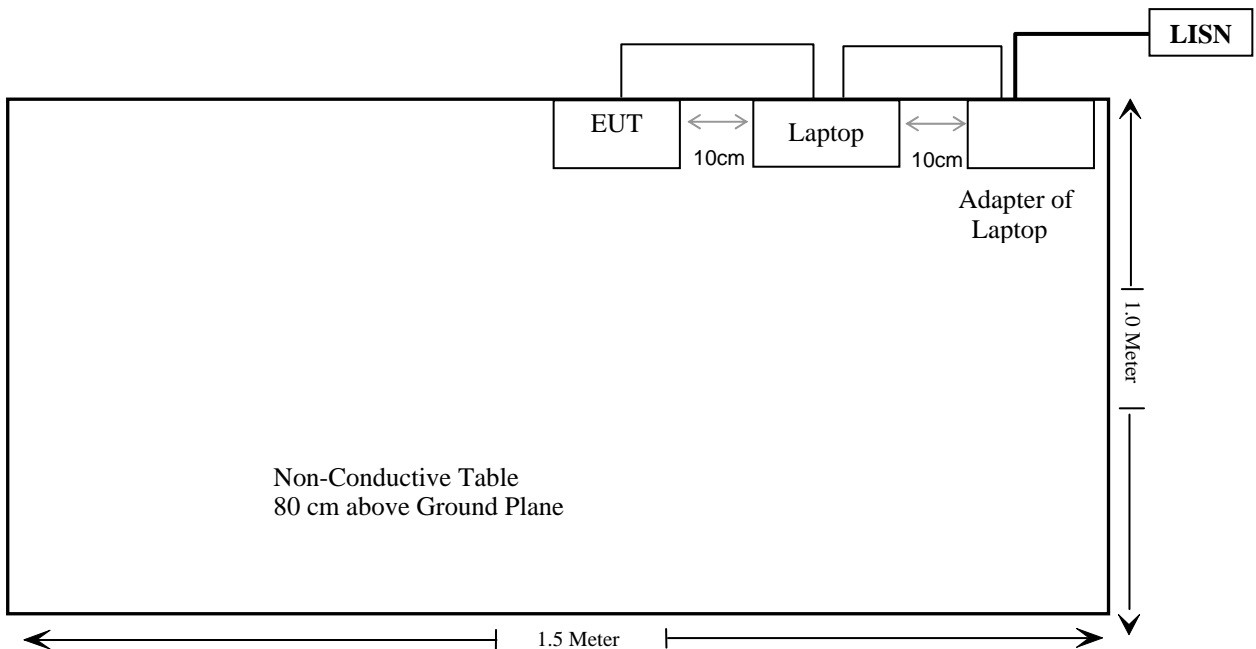 LISN
EUT
Laptop
10cm
10cm
Adapter of
Laptop
1.0 Meter
Non-Conductive Table
80 cm above Ground Plane
1.5 Meter